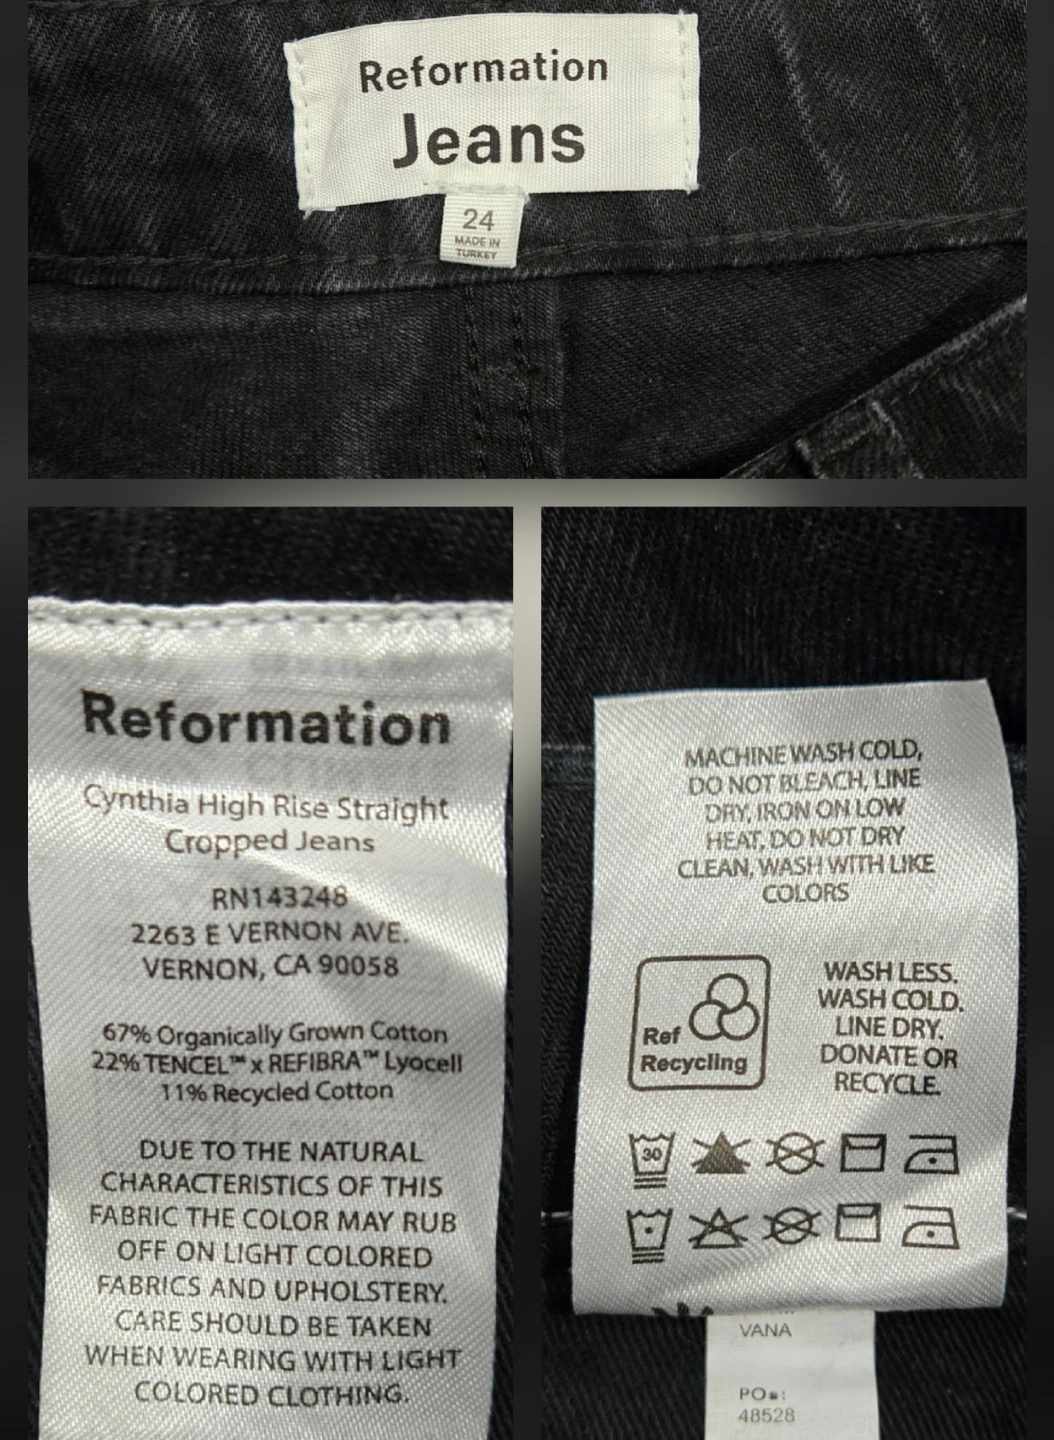 Reformation
Jeans
24
MADE IN
TURKEY
Reformation
Cynthia High Rise Straight
Cropped Jeans
RN143248
2263 E VERNON AVE.
VERNON, CA 90058
67% Organically Grown Cotton
22% TENCEL™ x REFIBRA™ Lyocell
11% Recycled Cotton
DUE TO THE NATURAL
CHARACTERISTICS OF THIS
FABRIC THE COLOR MAY RUB
OFF ON LIGHT COLORED
FABRICS AND UPHOLSTERY.
CARE SHOULD BE TAKEN
WHEN WEARING WITH LIGHT
COLORED CLOTHING.
MACHINE WASH COLD,
DO NOT BLEACH, LINE
DRY, IRON ON LOW
HEAT, DO NOT DRY
CLEAN, WASH WITH LIKE
COLORS
Ref
Recycling
WASH LESS.
WASH COLD.
LINE DRY.
DONATE OR
RECYCLE.
30
VANA
PO#:
48528